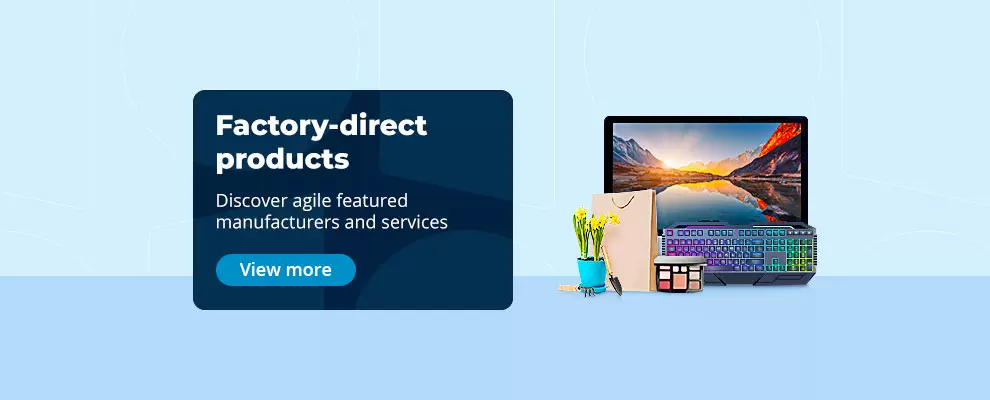 Factory-direct
products
Discover agile featured
manufacturers and services
View more